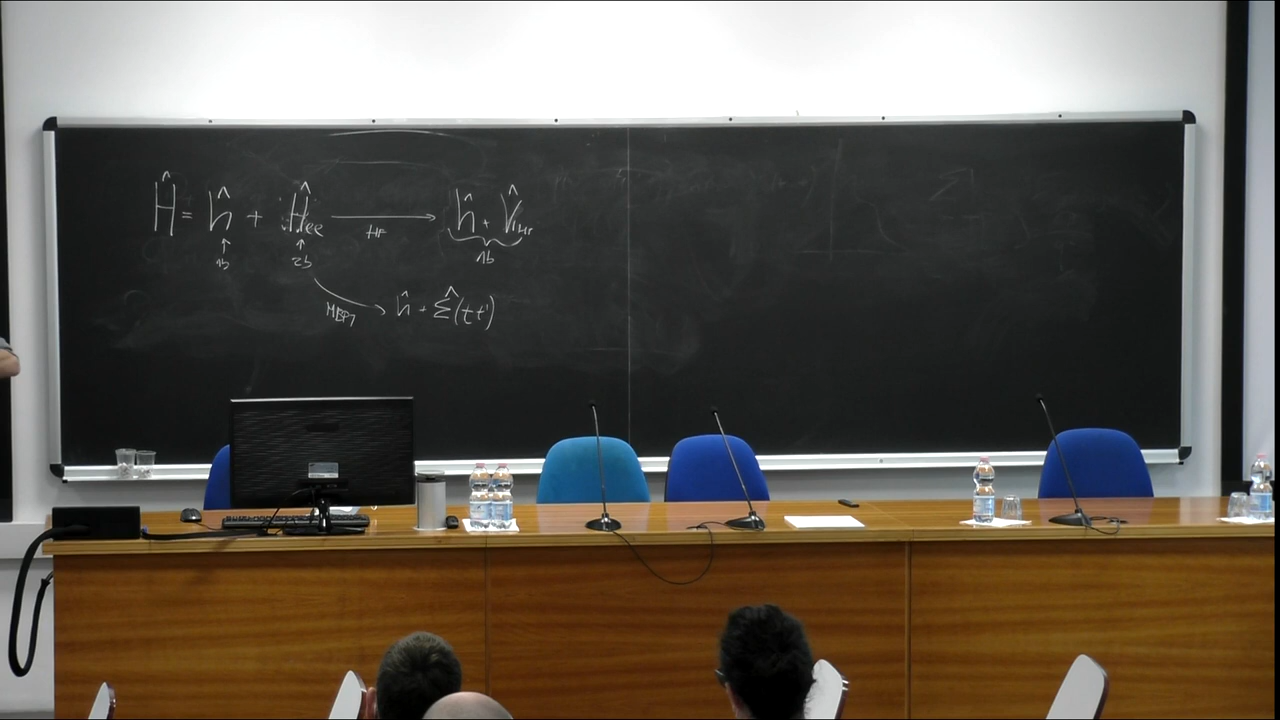 Ĥ = ĥ + Ĥee → ĥ + V̂HF
HF
↑ 1b ↑ 2b 1b
MBPT → ĥ + Σ̂(tt')